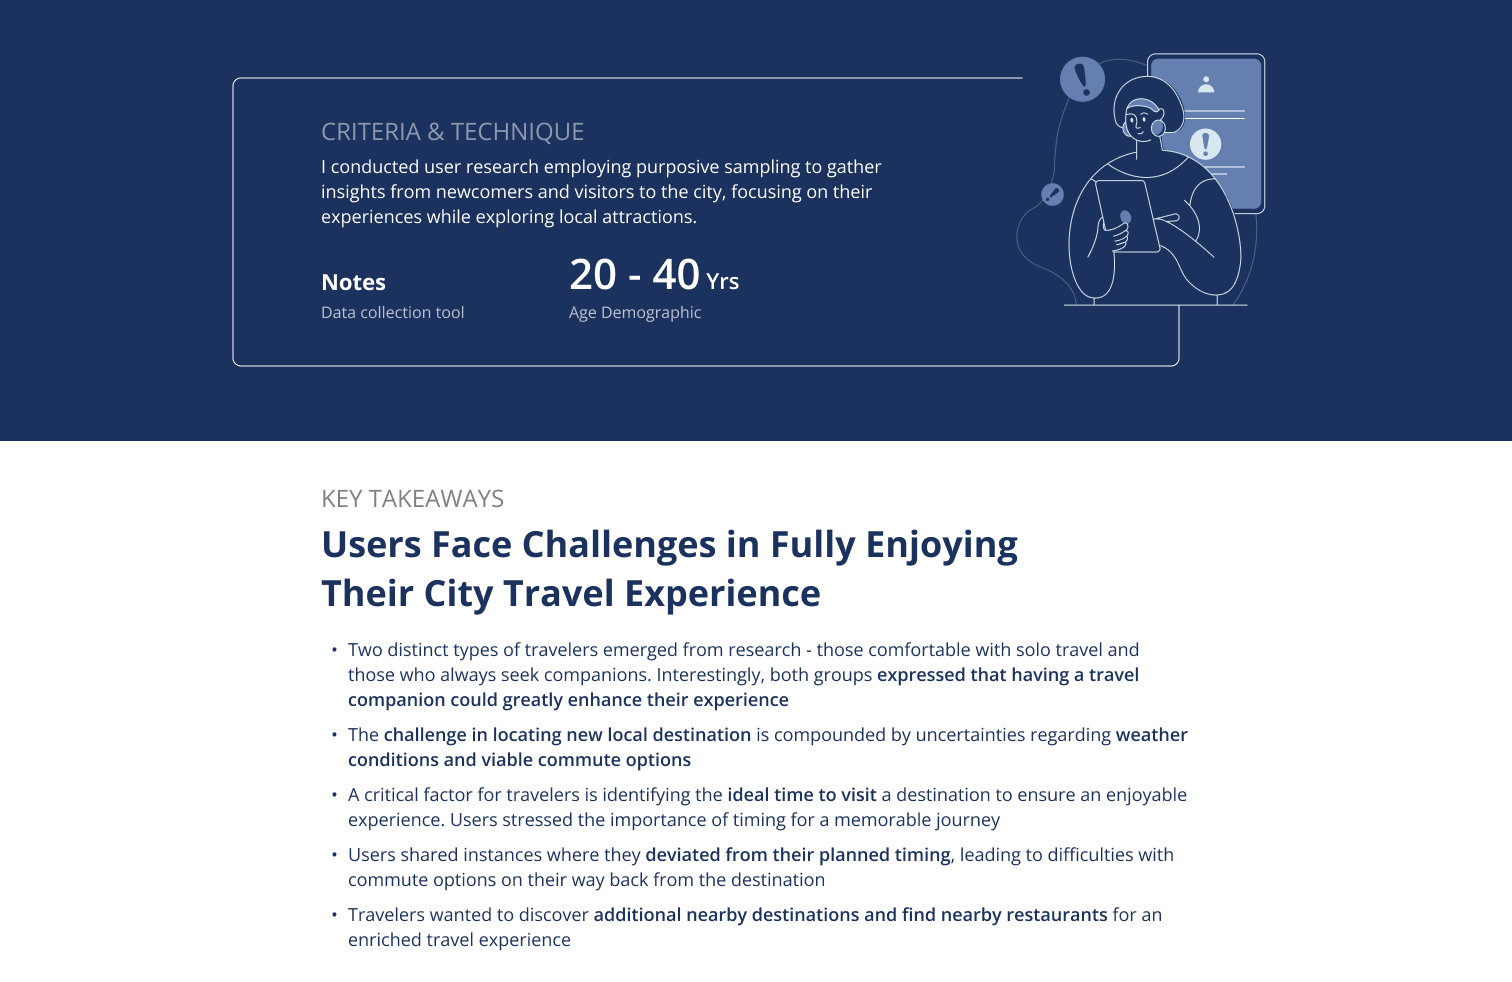 CRITERIA & TECHNIQUE
I conducted user research employing purposive sampling to gather
insights from newcomers and visitors to the city, focusing on their
experiences while exploring local attractions.
Notes
Data collection tool
20 - 40 Yrs
Age Demographic
KEY TAKEAWAYS
Users Face Challenges in Fully Enjoying
Their City Travel Experience
• Two distinct types of travelers emerged from research - those comfortable with solo travel and
those who always seek companions. Interestingly, both groups expressed that having a travel
companion could greatly enhance their experience
• The challenge in locating new local destination is compounded by uncertainties regarding weather
conditions and viable commute options
• A critical factor for travelers is identifying the ideal time to visit a destination to ensure an enjoyable
experience. Users stressed the importance of timing for a memorable journey
• Users shared instances where they deviated from their planned timing, leading to difficulties with
commute options on their way back from the destination
• Travelers wanted to discover additional nearby destinations and find nearby restaurants for an
enriched travel experience